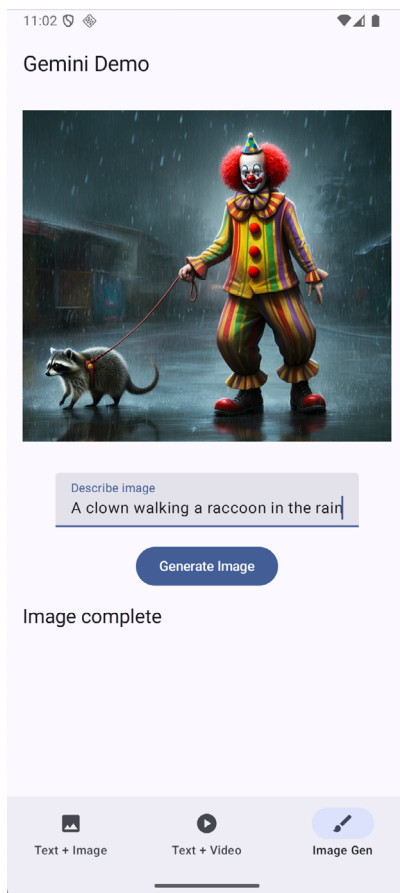 11:02
Gemini Demo
Describe image
A clown walking a raccoon in the rain
Generate Image
Image complete
Text + Image
Text + Video
Image Gen